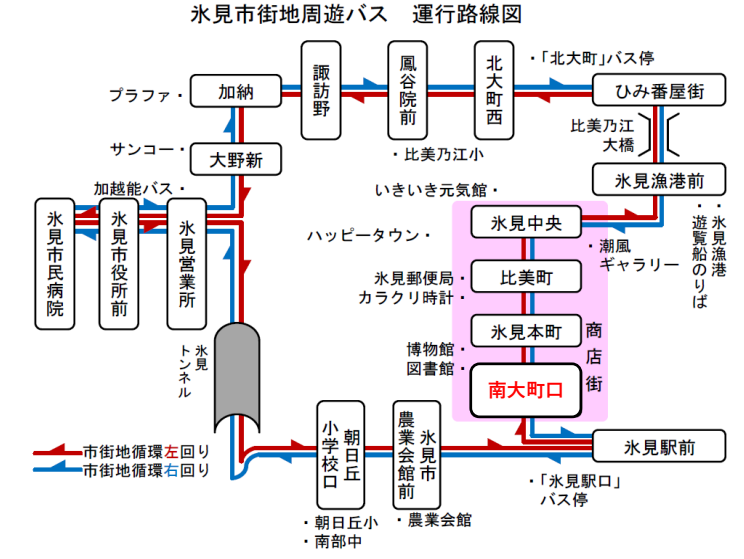 氷見市街地周遊バス　運行路線図
・「北大町」バス停
プラファ・
加納
諏訪野
鳳谷院前
北大町西
ひみ番屋街
比美乃江
大橋
サンコー・
大野新
・比美乃江小
氷見漁港前
加越能バス・
いきいき元気館・
氷見市民病院
氷見市役所前
氷見営業所
ハッピータウン・
氷見中央
・潮風
ギャラリー
・氷見漁港
・遊覧船のりば
氷見郵便局・
カラクリ時計・
比美町
氷見本町
商店街
博物館・
図書館・
南大町口
氷見
トンネル
市街地循環左回り
市街地循環右回り
朝日丘
小学校口
氷見市
農業会館前
氷見駅前
・「氷見駅口」
バス停
・朝日丘小
・南部中
・農業会館